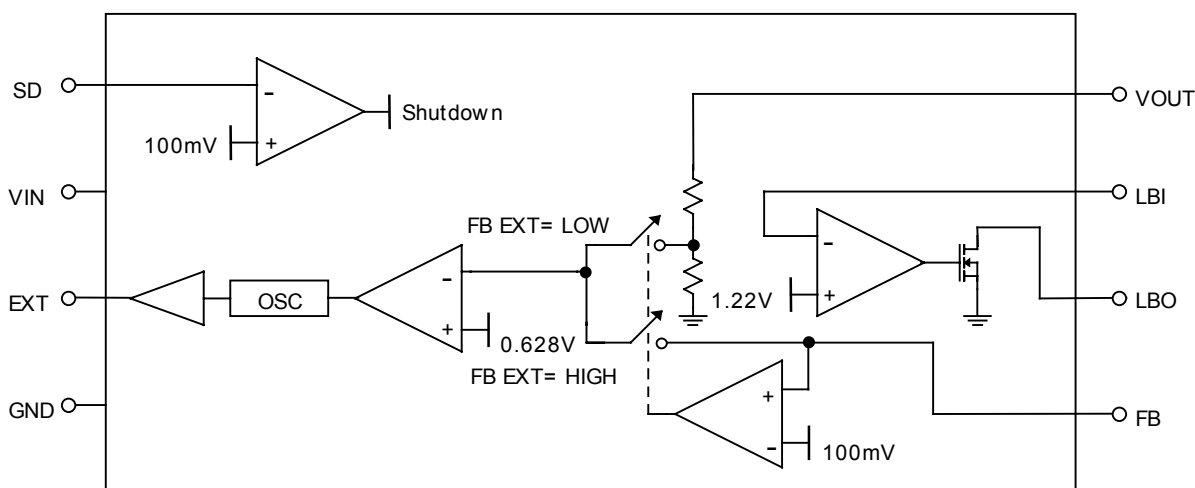 SD
VOUT
Shutdown
-
100mV
+
VIN
LBI
FB EXT= LOW
-
-
1.22V
+
EXT
OSC
LBO
+
0.628V
FB EXT= HIGH
+
GND
FB
-
100mV